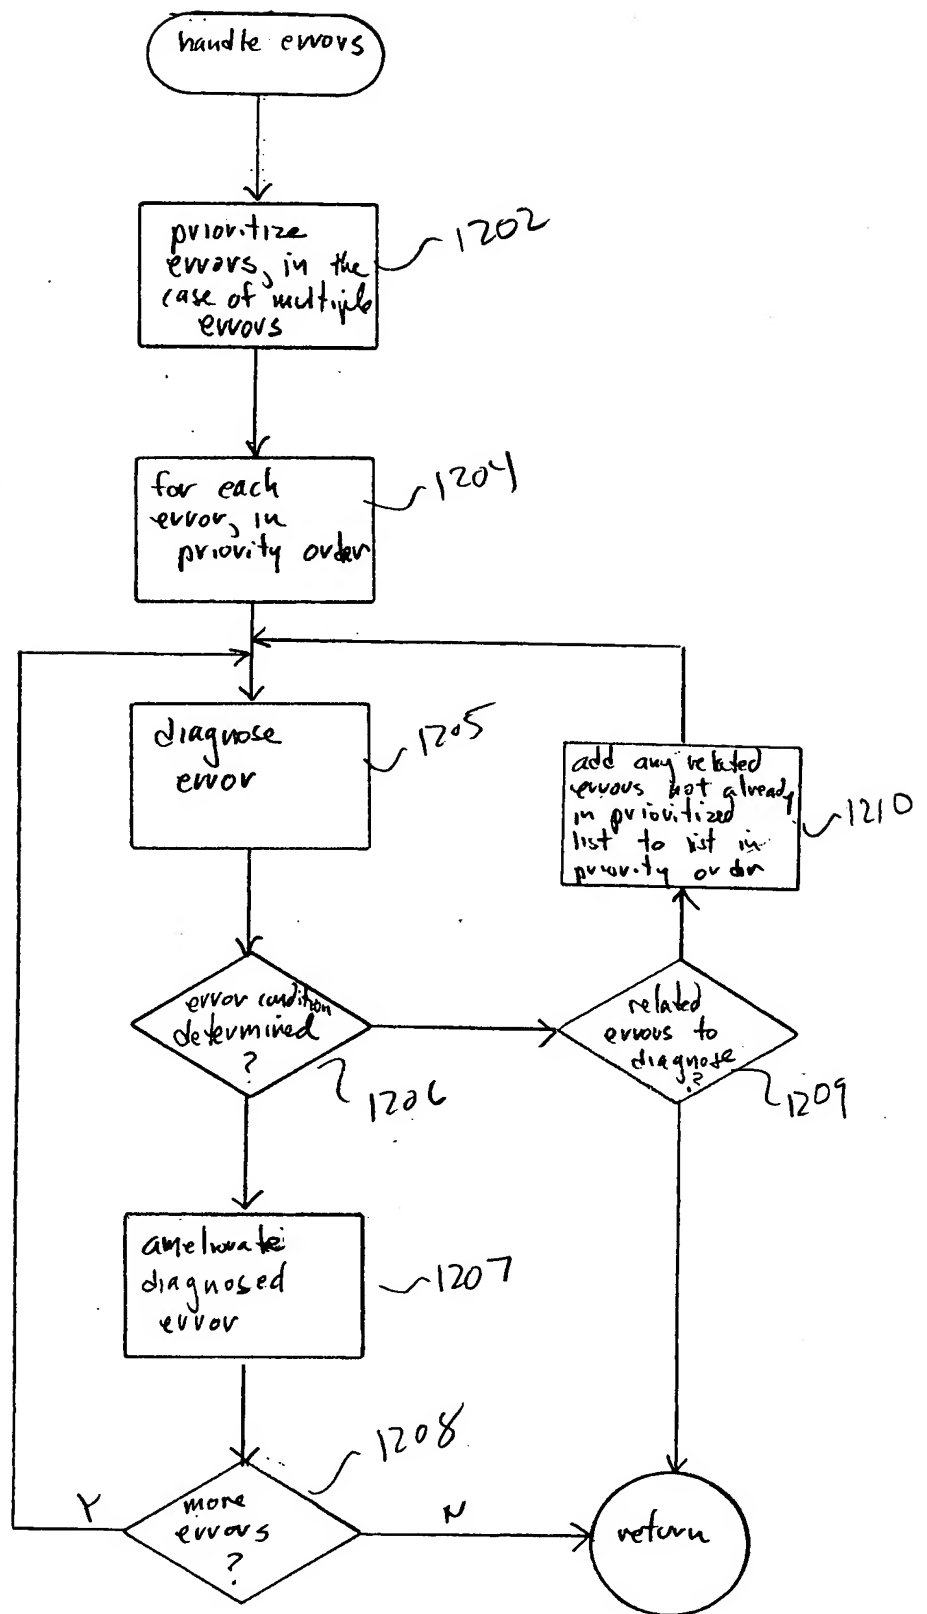 handle errors
prioritize
errors, in the
case of multiple
errors
1202
for each
error, in
priority order
1204
diagnose
error
1205
add any related
errors not already
in prioritized
list to list in
priority order
1210
error condition
determined
?
1206
related
errors to
diagnose
?
1209
ameliorate
diagnosed
error
1207
more
errors
?
1208
Y
N
return